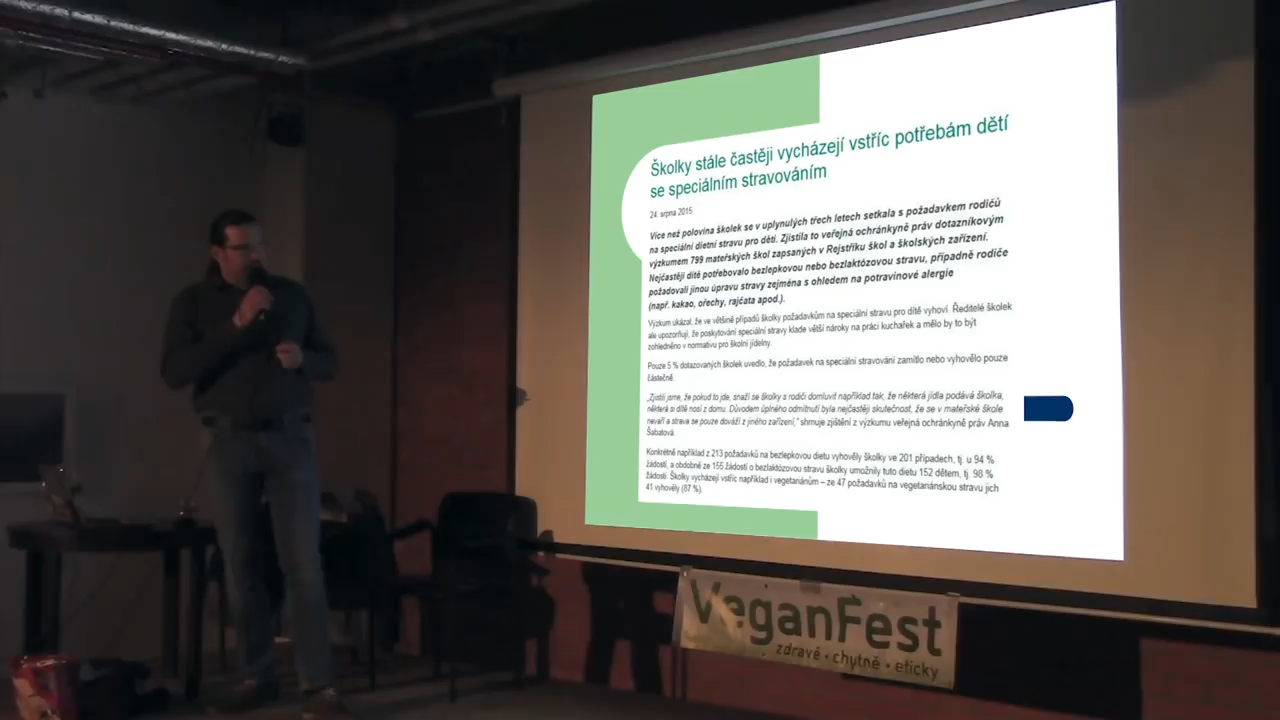 Školky stále častěji vycházejí vstříc potřebám dětí
se speciálním stravováním
24. srpna 2015
Více než polovina školek se v uplynulých třech letech setkala s požadavkem rodičů
na speciální dietní stravu pro děti. Zjistila to veřejná ochránkyně práv dotazníkovým
výzkumem 799 mateřských škol zapsaných v Rejstříku škol a školských zařízení.
Nejčastěji dítě potřebovalo bezlepkovou nebo bezlaktózovou stravu, případně rodiče
požadovali jinou úpravu stravy zejména s ohledem na potravinové alergie
(např. kakao, ořechy, rajčata apod.).
Výzkum ukázal, že ve většině případů školky požadavkům na speciální stravu pro dítě vyhoví. Ředitelé školek
ale upozorňují, že poskytování speciální stravy klade větší nároky na práci kuchařek a mělo by to být
zohledněno v normativu pro školní jídelny.
Pouze 5 % dotazovaných školek uvedlo, že požadavek na speciální stravování zamítlo nebo vyhovělo pouze
částečně.
„Zjistili jsme, že pokud to jde, snaží se školky s rodiči domluvit například tak, že některá jídla podává školka,
některá si dítě nosí z domu. Důvodem úplného odmítnutí byla nejčastěji skutečnost, že se v mateřské škole
nevaří a strava se pouze dováží z jiného zařízení,“ shrnuje zjištění z výzkumu veřejná ochránkyně práv Anna
Šabatová.
Konkrétně například z 213 požadavků na bezlepkovou dietu vyhověly školky ve 201 případech, tj. u 94 %
žádostí, a obdobně ze 155 žádostí o bezlaktózovou stravu školky umožnily tuto dietu 152 dětem, tj. 98 %
žádostí. Školky vycházejí vstříc například i vegetariánům – ze 47 požadavků na vegetariánskou stravu jich
41 vyhověly (87 %).
VeganFest
zdravě • chutně • eticky